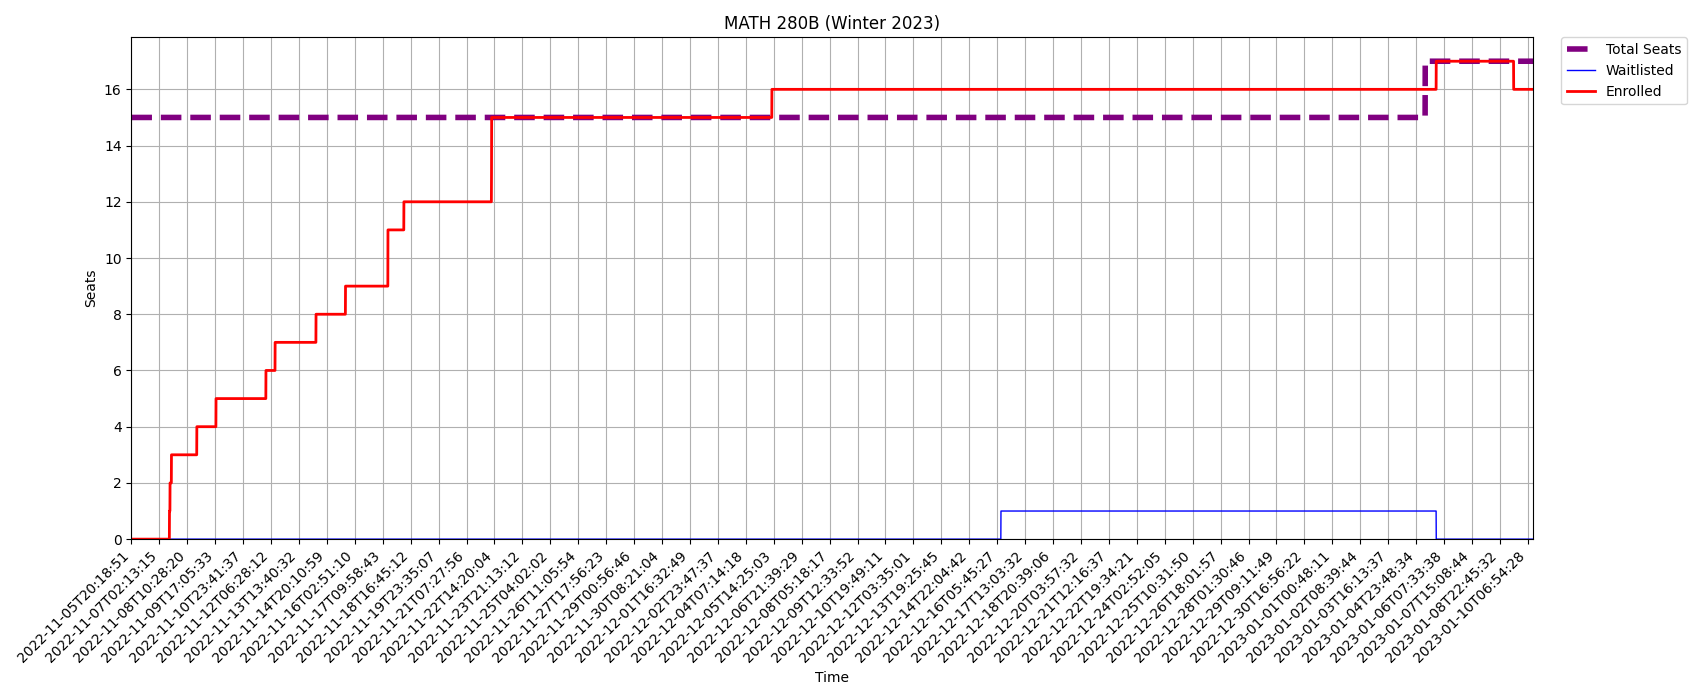 MATH 280B (Winter 2023)
Total Seats
Waitlisted
Enrolled
Seats
16
14
12
10
8
6
4
2
0
2022-11-05T20:18:51
2022-11-07T02:13:15
2022-11-08T10:28:20
2022-11-09T17:05:33
2022-11-10T23:41:37
2022-11-12T06:28:12
2022-11-13T13:40:32
2022-11-14T20:10:59
2022-11-16T02:51:10
2022-11-17T09:58:43
2022-11-18T16:45:12
2022-11-19T23:35:07
2022-11-21T07:27:56
2022-11-22T14:20:04
2022-11-23T21:13:12
2022-11-25T04:02:02
2022-11-26T11:05:54
2022-11-27T17:56:23
2022-11-29T00:56:46
2022-11-30T08:21:04
2022-12-01T16:32:49
2022-12-02T23:47:37
2022-12-04T07:14:18
2022-12-05T14:25:03
2022-12-06T21:39:29
2022-12-08T05:18:17
2022-12-09T12:33:52
2022-12-10T19:49:11
2022-12-12T03:35:01
2022-12-13T19:25:45
2022-12-14T22:04:42
2022-12-16T05:45:27
2022-12-17T13:03:32
2022-12-18T20:39:06
2022-12-20T03:57:32
2022-12-21T12:16:37
2022-12-22T19:34:21
2022-12-24T02:52:05
2022-12-25T10:31:50
2022-12-26T18:01:57
2022-12-28T01:30:46
2022-12-29T09:11:49
2022-12-30T16:56:22
2023-01-01T00:48:11
2023-01-02T08:39:44
2023-01-03T16:13:37
2023-01-04T23:48:34
2023-01-06T07:33:38
2023-01-07T15:08:44
2023-01-08T22:45:32
2023-01-10T06:54:28
Time